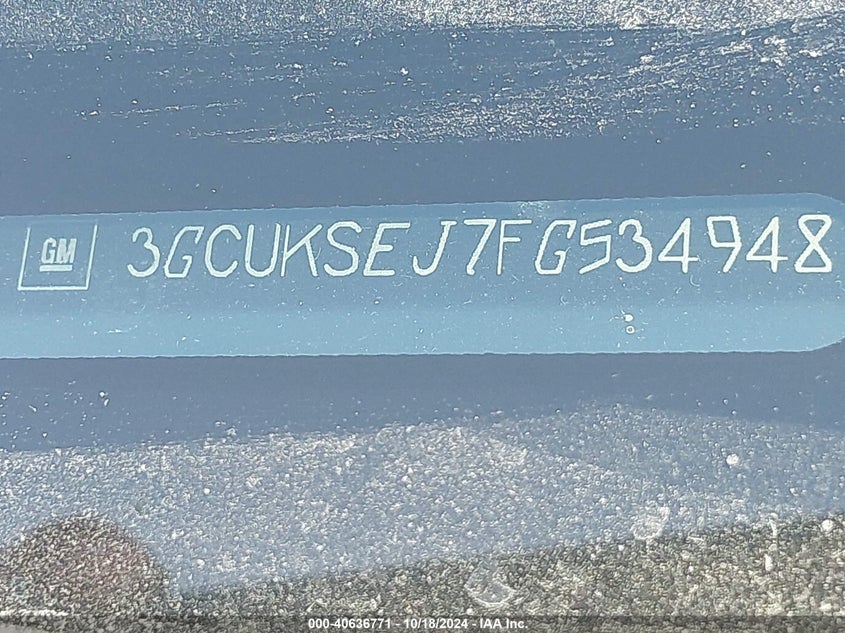 GM 3GCUKSEJ7FG534948
000-40636771 - 10/18/2024 - IAA Inc.